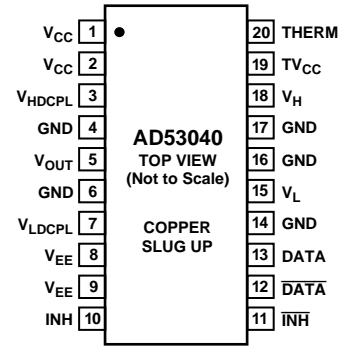 VCC 1 20 THERM
VCC 2 19 TVCC
VHDCPL 3 18 VH
GND 4 17 GND
VOUT 5 16 GND
GND 6 15 VL
VLDCPL 7 14 GND
VEE 8 13 DATA
VEE 9 12 D̅A̅T̅A̅
INH 10 11 I̅N̅H̅
AD53040
TOP VIEW
(Not to Scale)
COPPER
SLUG UP